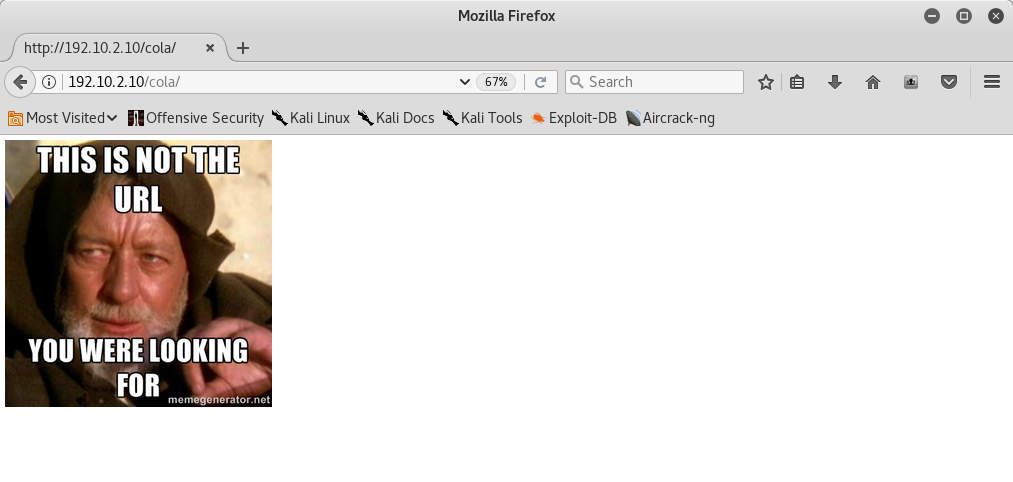 Mozilla Firefox
http://192.10.2.10/cola/
192.10.2.10/cola/ 67% Search
Most Visited Offensive Security Kali Linux Kali Docs Kali Tools Exploit-DB Aircrack-ng
THIS IS NOT THE
URL
YOU WERE LOOKING
FOR
memegenerator.net